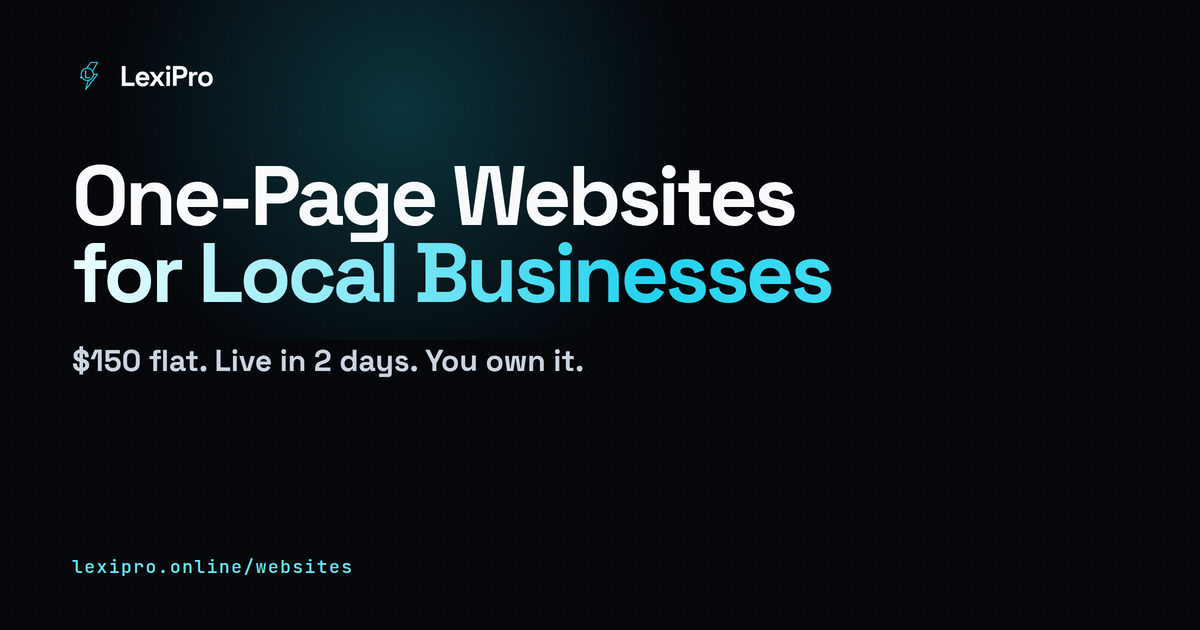 LexiPro
One-Page Websites
for Local Businesses
$150 flat. Live in 2 days. You own it.
lexipro.online/websites